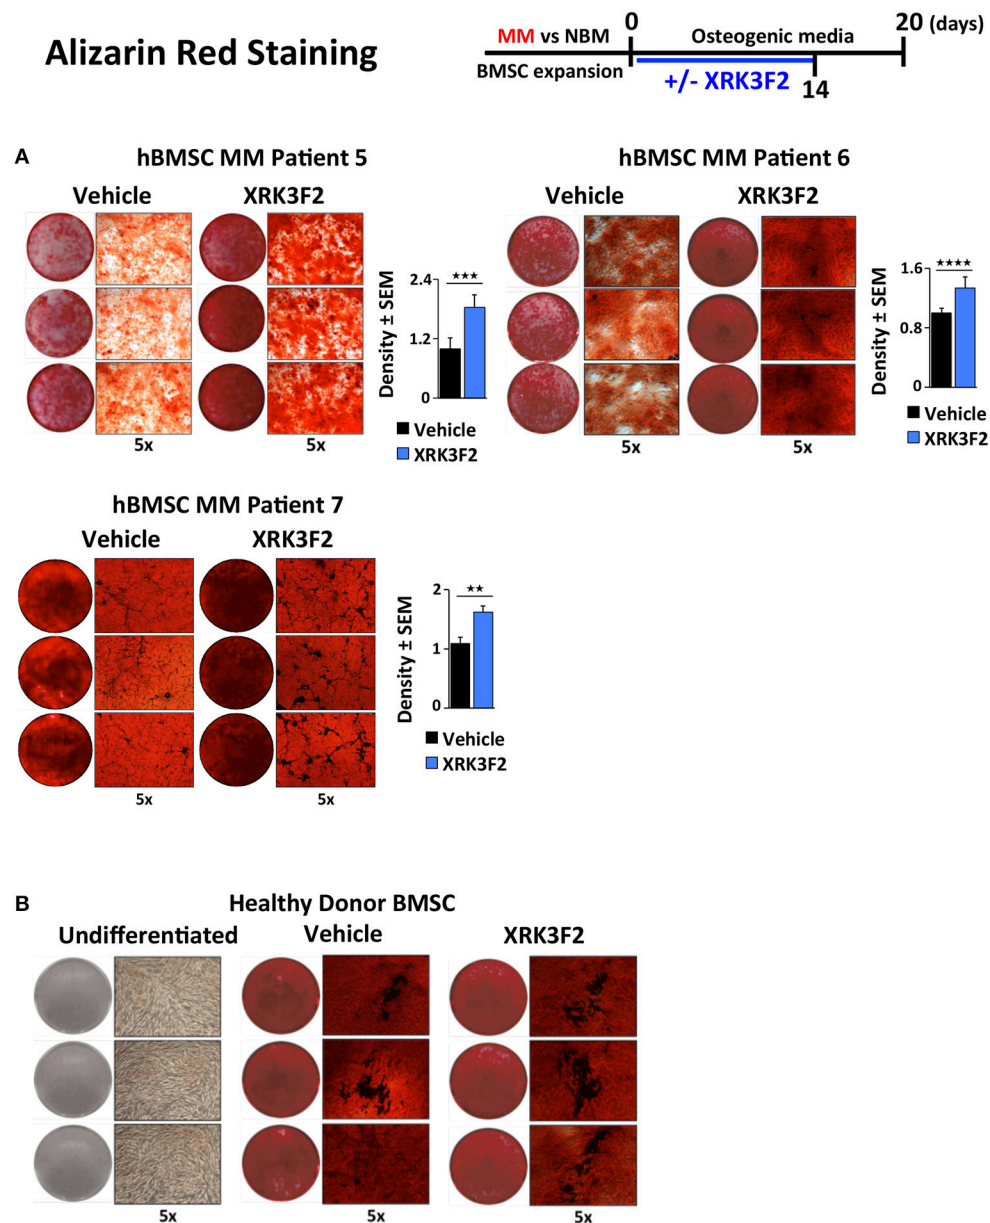 Alizarin Red Staining
0
20 (days)
MM vs NBM
Osteogenic media
BMSC expansion
+/- XRK3F2
14
A
hBMSC MM Patient 5
Vehicle
XRK3F2
5x
5x
Density ± SEM
2.4
1.2
0
★★★
Vehicle
XRK3F2
hBMSC MM Patient 6
Vehicle
XRK3F2
5x
5x
Density ± SEM
1.6
0.8
0
★★★★
Vehicle
XRK3F2
hBMSC MM Patient 7
Vehicle
XRK3F2
5x
5x
Density ± SEM
2
1
0
★★
Vehicle
XRK3F2
B
Healthy Donor BMSC
Undifferentiated
Vehicle
XRK3F2
5x
5x
5x